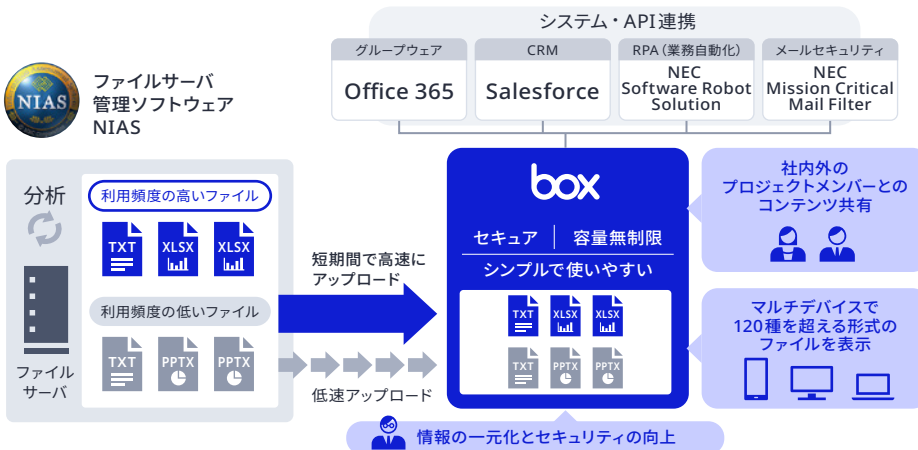 システム・API連携
グループウェア
Office 365
CRM
Salesforce
RPA（業務自動化）
NEC
Software Robot
Solution
メールセキュリティ
NEC
Mission Critical
Mail Filter
NIAS
ファイルサーバ
管理ソフトウェア
NIAS
分析
ファイル
サーバ
利用頻度の高いファイル
TXT
XLSX
XLSX
利用頻度の低いファイル
TXT
PPTX
PPTX
短期間で高速に
アップロード
低速アップロード
box
セキュア
容量無制限
シンプルで使いやすい
TXT
XLSX
XLSX
TXT
PPTX
PPTX
社内外の
プロジェクトメンバーとの
コンテンツ共有
マルチデバイスで
120種を超える形式の
ファイルを表示
情報の一元化とセキュリティの向上